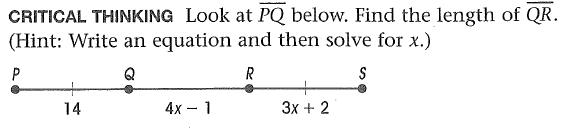 CRITICAL THINKING Look at PQ below. Find the length of QR.
(Hint: Write an equation and then solve for x.)
P Q R S
14 4x − 1 3x + 2